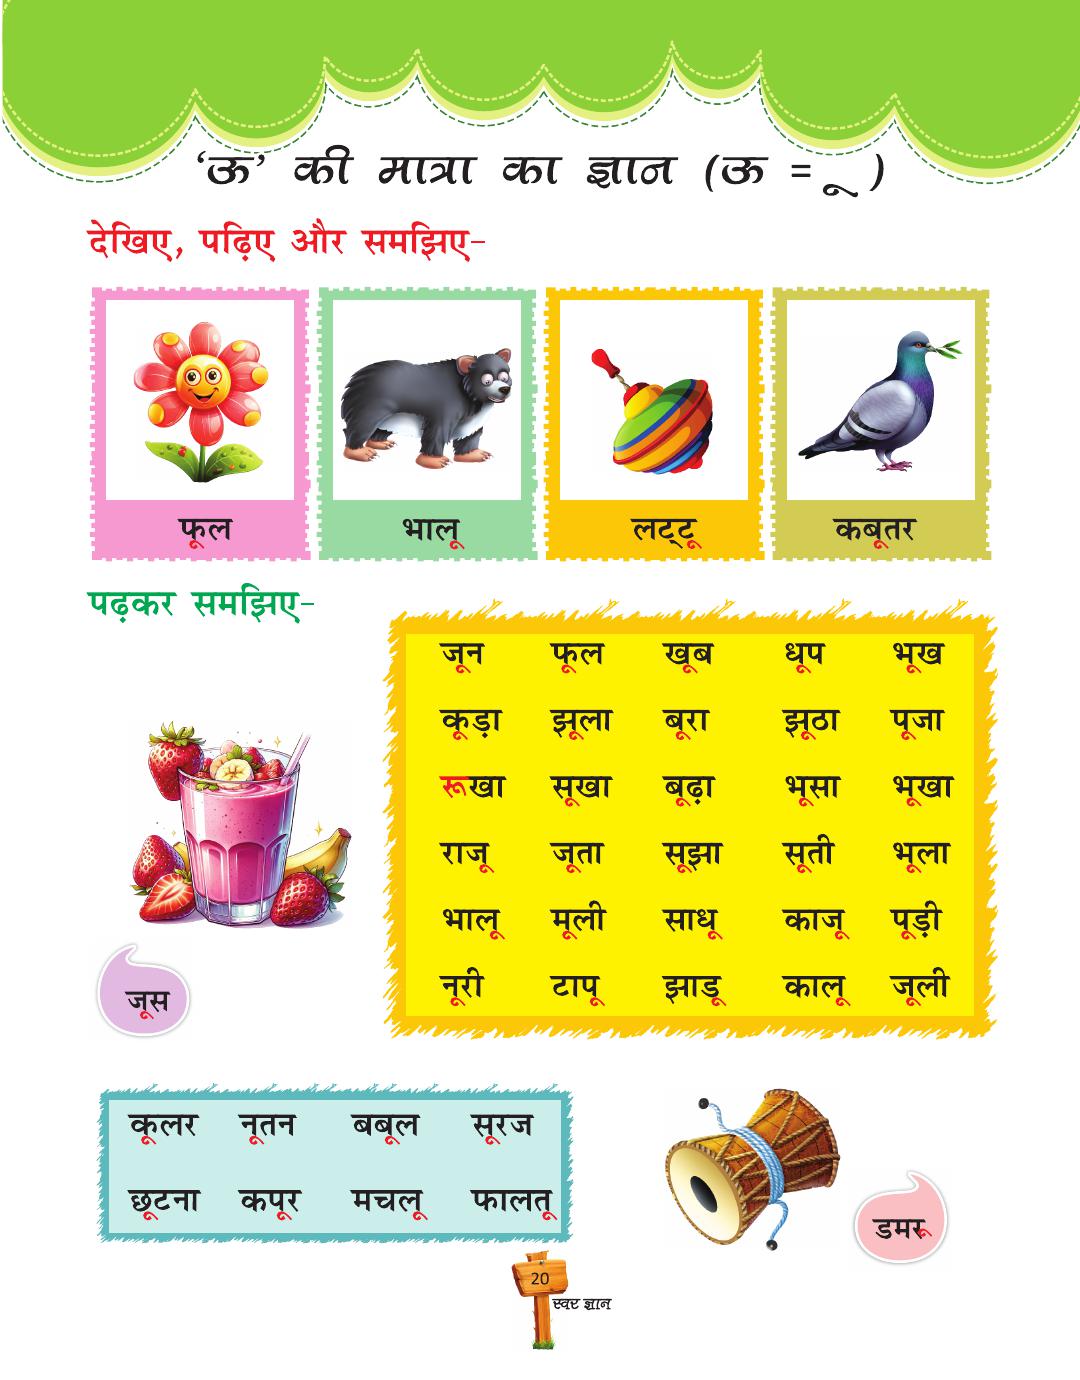 ‘ऊ’ की मात्रा का ज्ञान (ऊ = ू )
देखिए, पढ़िए और समझिए-
फूल भालू लट्टू कबूतर
पढ़कर समझिए-
जून फूल खूब धूप भूख
कूड़ा झूला बूरा झूठा पूजा
रूखा सूखा बूढ़ा भूसा भूखा
राजू जूता सूझा सूती भूला
भालू मूली साधू काजू पूड़ी
नूरी टापू झाडू कालू जूली
जूस
कूलर नूतन बबूल सूरज
छूटना कपूर मचलू फालतू
डमरू
20
स्वर ज्ञान